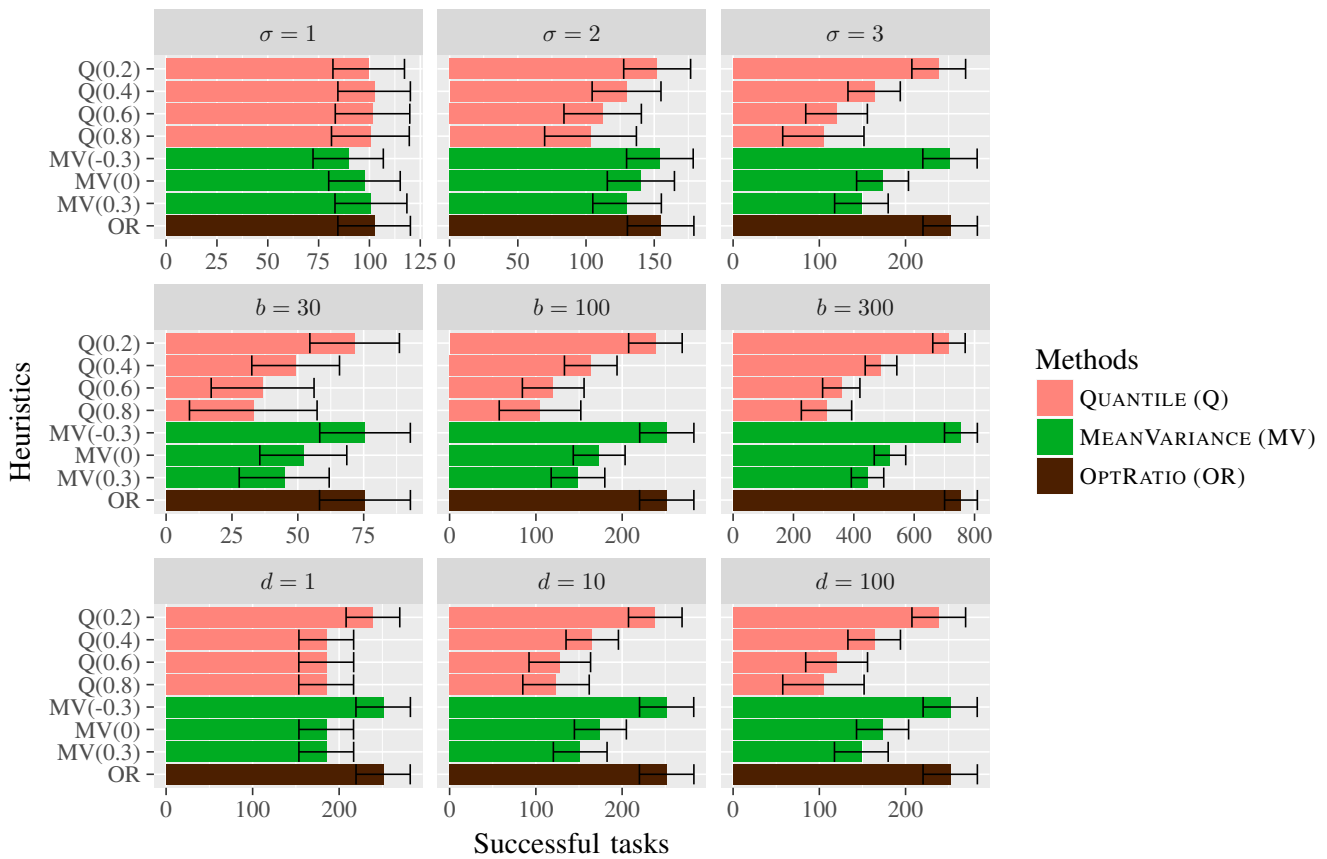 σ = 1 σ = 2 σ = 3
Q(0.2)
Q(0.4)
Q(0.6)
Q(0.8)
MV(-0.3)
MV(0)
MV(0.3)
OR
0 25 50 75 100 125 0 50 100 150 0 100 200
b = 30 b = 100 b = 300
Q(0.2)
Q(0.4)
Q(0.6)
Q(0.8)
MV(-0.3)
MV(0)
MV(0.3)
OR
0 25 50 75 0 100 200 0 200 400 600 800
d = 1 d = 10 d = 100
Q(0.2)
Q(0.4)
Q(0.6)
Q(0.8)
MV(-0.3)
MV(0)
MV(0.3)
OR
0 100 200 0 100 200 0 100 200
Heuristics
Successful tasks
Methods
QUANTILE (Q)
MEANVARIANCE (MV)
OPTRATIO (OR)